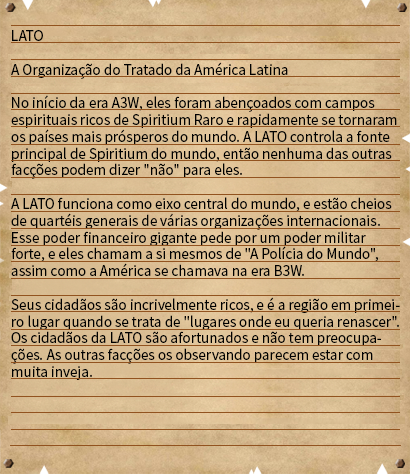 LATO
A Organização do Tratado da América Latina
No início da era A3W, eles foram abençoados com campos
espirituais ricos de Spiritium Raro e rapidamente se tornaram
os países mais prósperos do mundo. A LATO controla a fonte
principal de Spiritium do mundo, então nenhuma das outras
facções podem dizer "não" para eles.
A LATO funciona como eixo central do mundo, e estão cheios
de quartéis generais de várias organizações internacionais.
Esse poder financeiro gigante pede por um poder militar
forte, e eles chamam a si mesmos de "A Polícia do Mundo",
assim como a América se chamava na era B3W.
Seus cidadãos são incrivelmente ricos, e é a região em primei-
ro lugar quando se trata de "lugares onde eu queria renascer".
Os cidadãos da LATO são afortunados e não tem preocupa-
ções. As outras facções os observando parecem estar com
muita inveja.